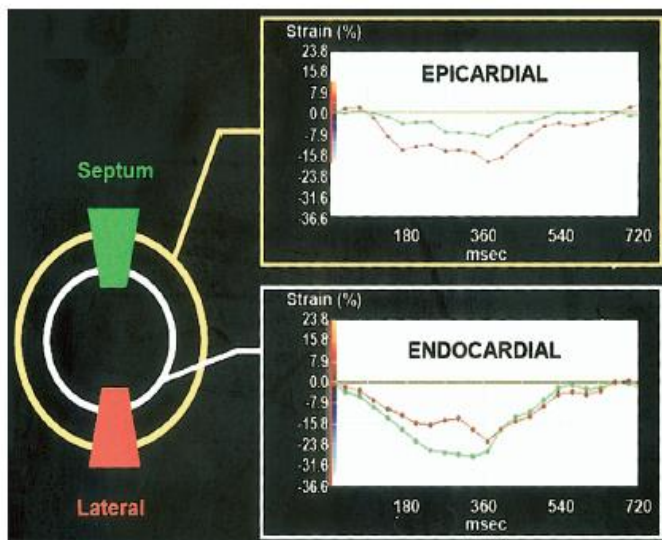 Strain (%)
23.8
15.8
7.9
0.0
-7.9
-15.8
-23.8
-31.6
-36.6
EPICARDIAL
180 360 540 720
msec
Septum
Strain (%)
23.8
15.8
7.9
0.0
-7.9
-15.8
-23.8
-31.6
-36.6
ENDOCARDIAL
180 360 540 720
msec
Lateral